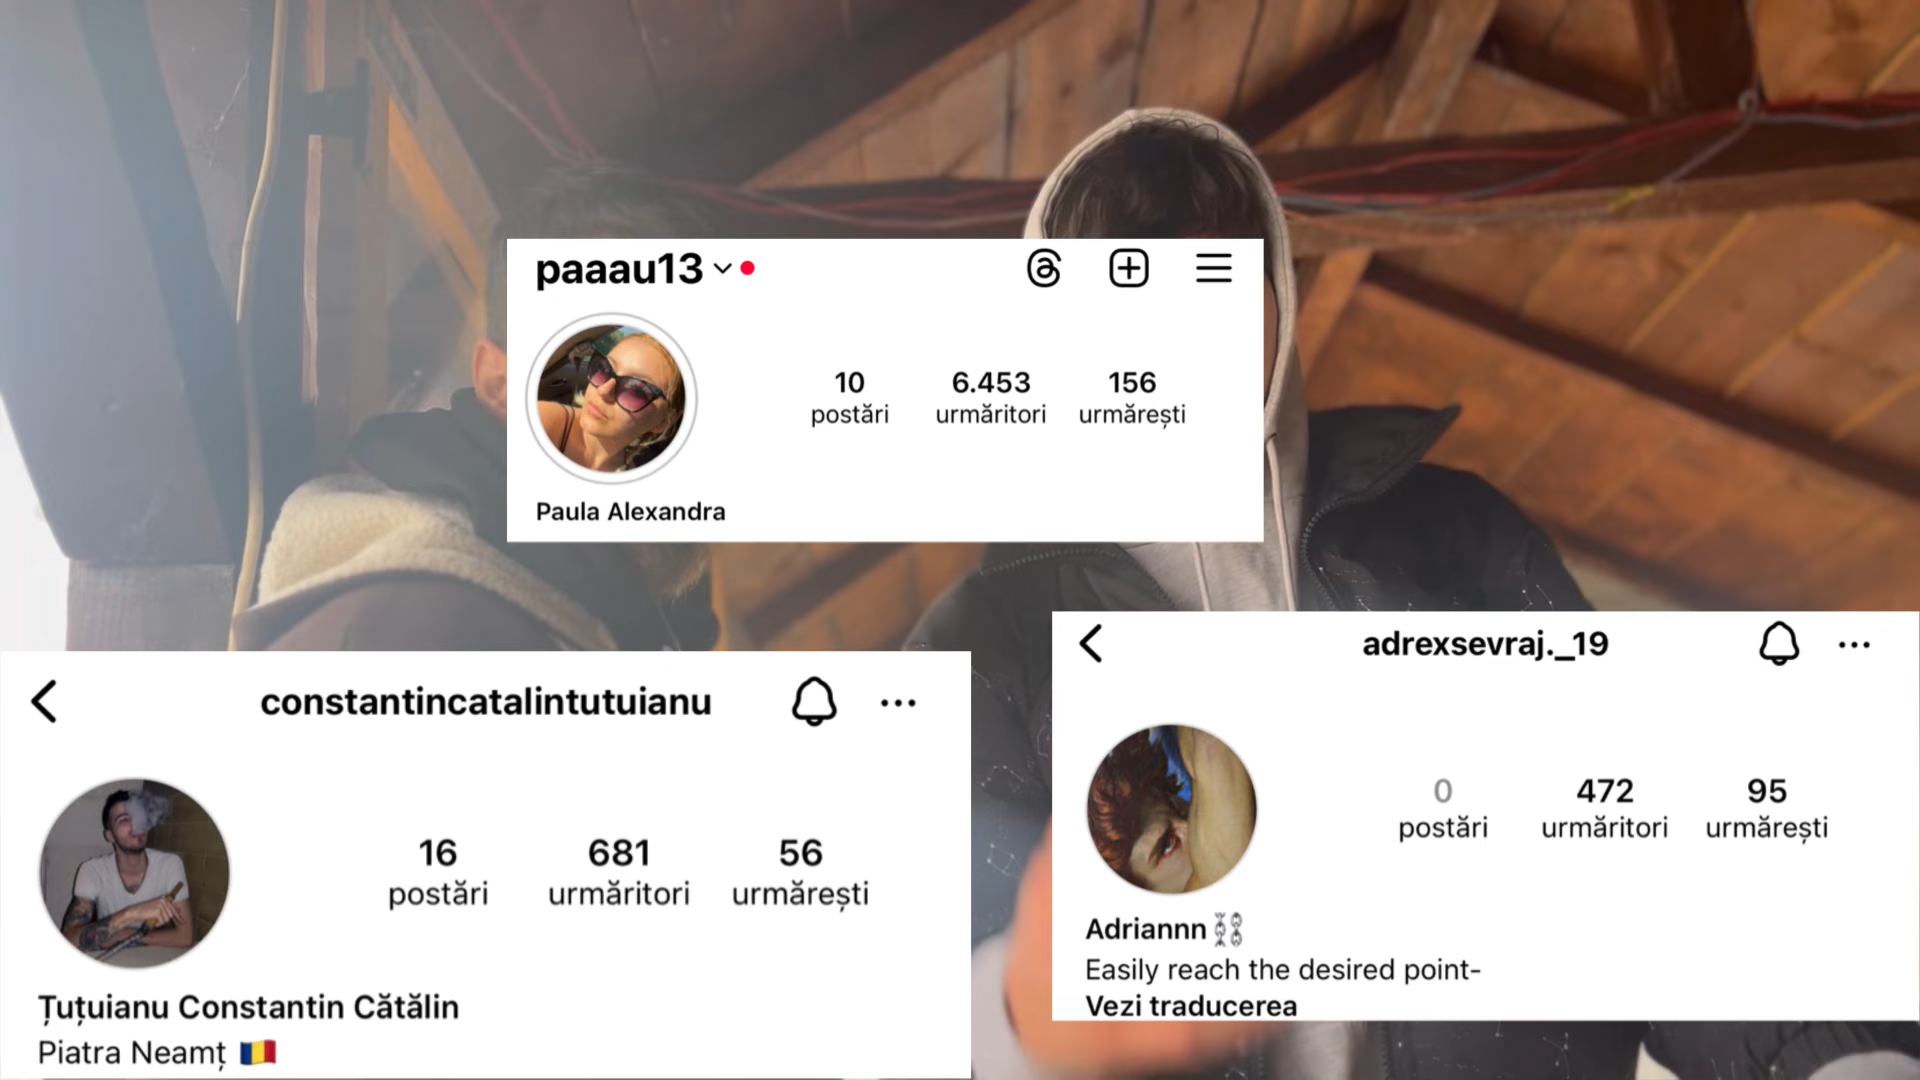 paaau13
10 6.453 156
postări urmăritori urmărești
Paula Alexandra
constantincatalintutuianu
16 681 56
postări urmăritori urmărești
Țuțuianu Constantin Cătălin
Piatra Neamț 🇷🇴
adrexsevraj._19
0 472 95
postări urmăritori urmărești
Adriannn⛓️⛓️
Easily reach the desired point-
Vezi traducerea